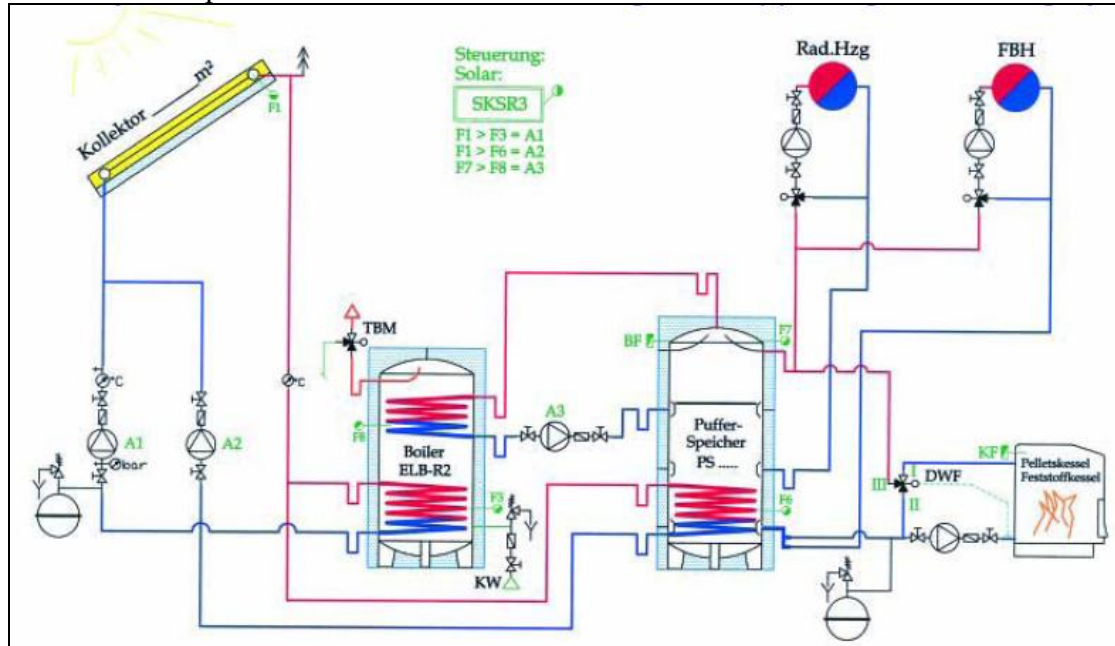 Kollektor ______ m²
F1
Steuerung:
Solar:
SKSR3
F1 > F3 = A1
F1 > F6 = A2
F7 > F8 = A3
Rad.Hzg
FBH
TBM
BF
F7
°C
°C
A1
A2
bar
F8
A3
Boiler
ELB-R2
F3
KW
Puffer-
Speicher
PS .....
F6
KF
I
III
DWF
II
Pelletskessel
Feststoffkessel